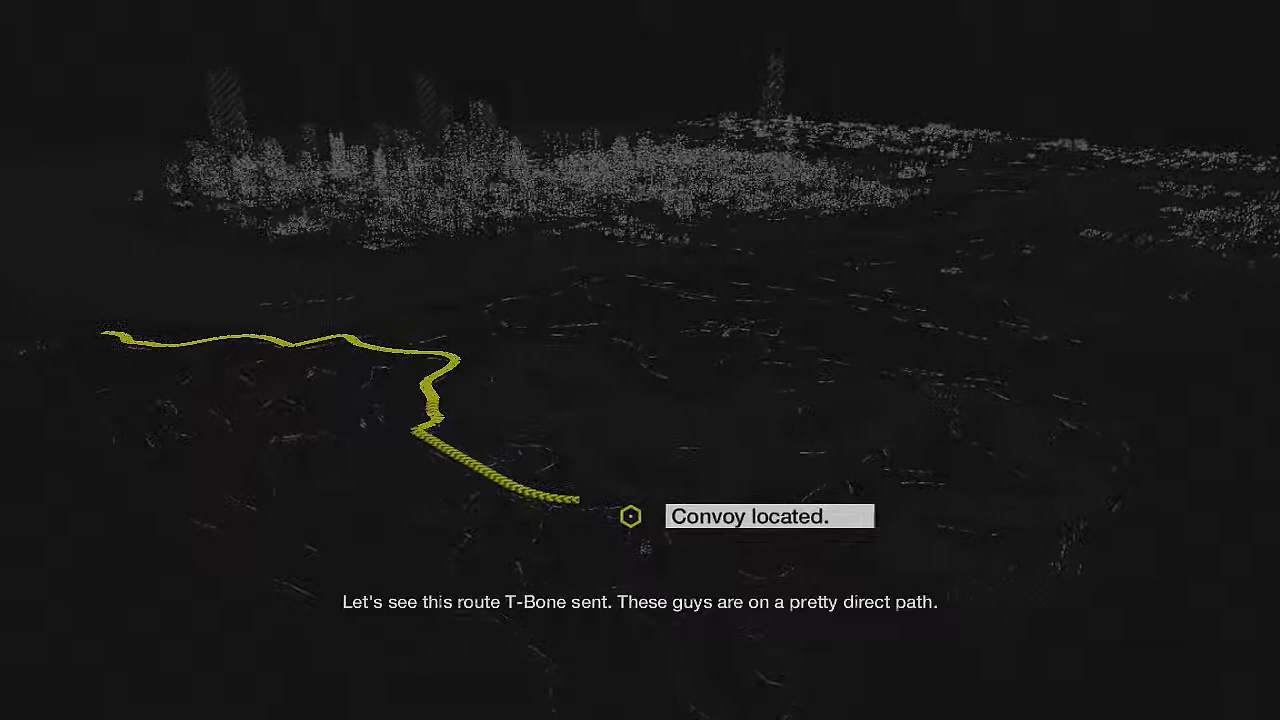 Convoy located.
Let's see this route T-Bone sent. These guys are on a pretty direct path.